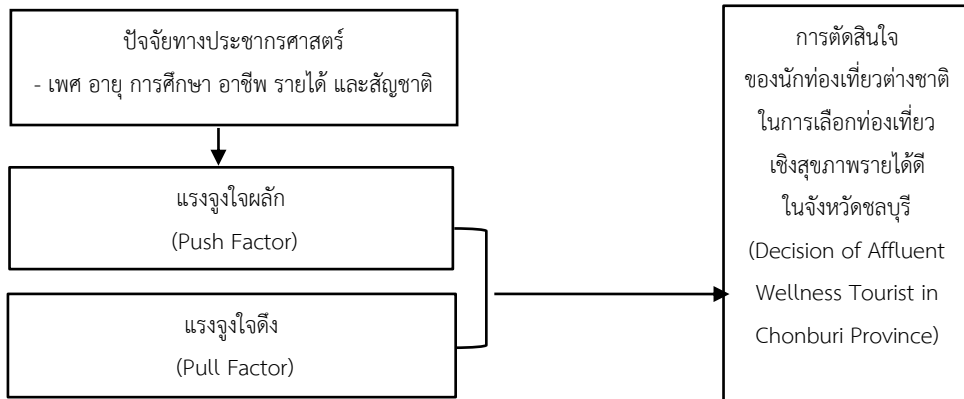 ปัจจัยทางประชากรศาสตร์
- เพศ อายุ การศึกษา อาชีพ รายได้ และสัญชาติ
แรงจูงใจผลัก
(Push Factor)
แรงจูงใจดึง
(Pull Factor)
การตัดสินใจ
ของนักท่องเที่ยวต่างชาติ
ในการเลือกท่องเที่ยว
เชิงสุขภาพรายได้ดี
ในจังหวัดชลบุรี
(Decision of Affluent
Wellness Tourist in
Chonburi Province)